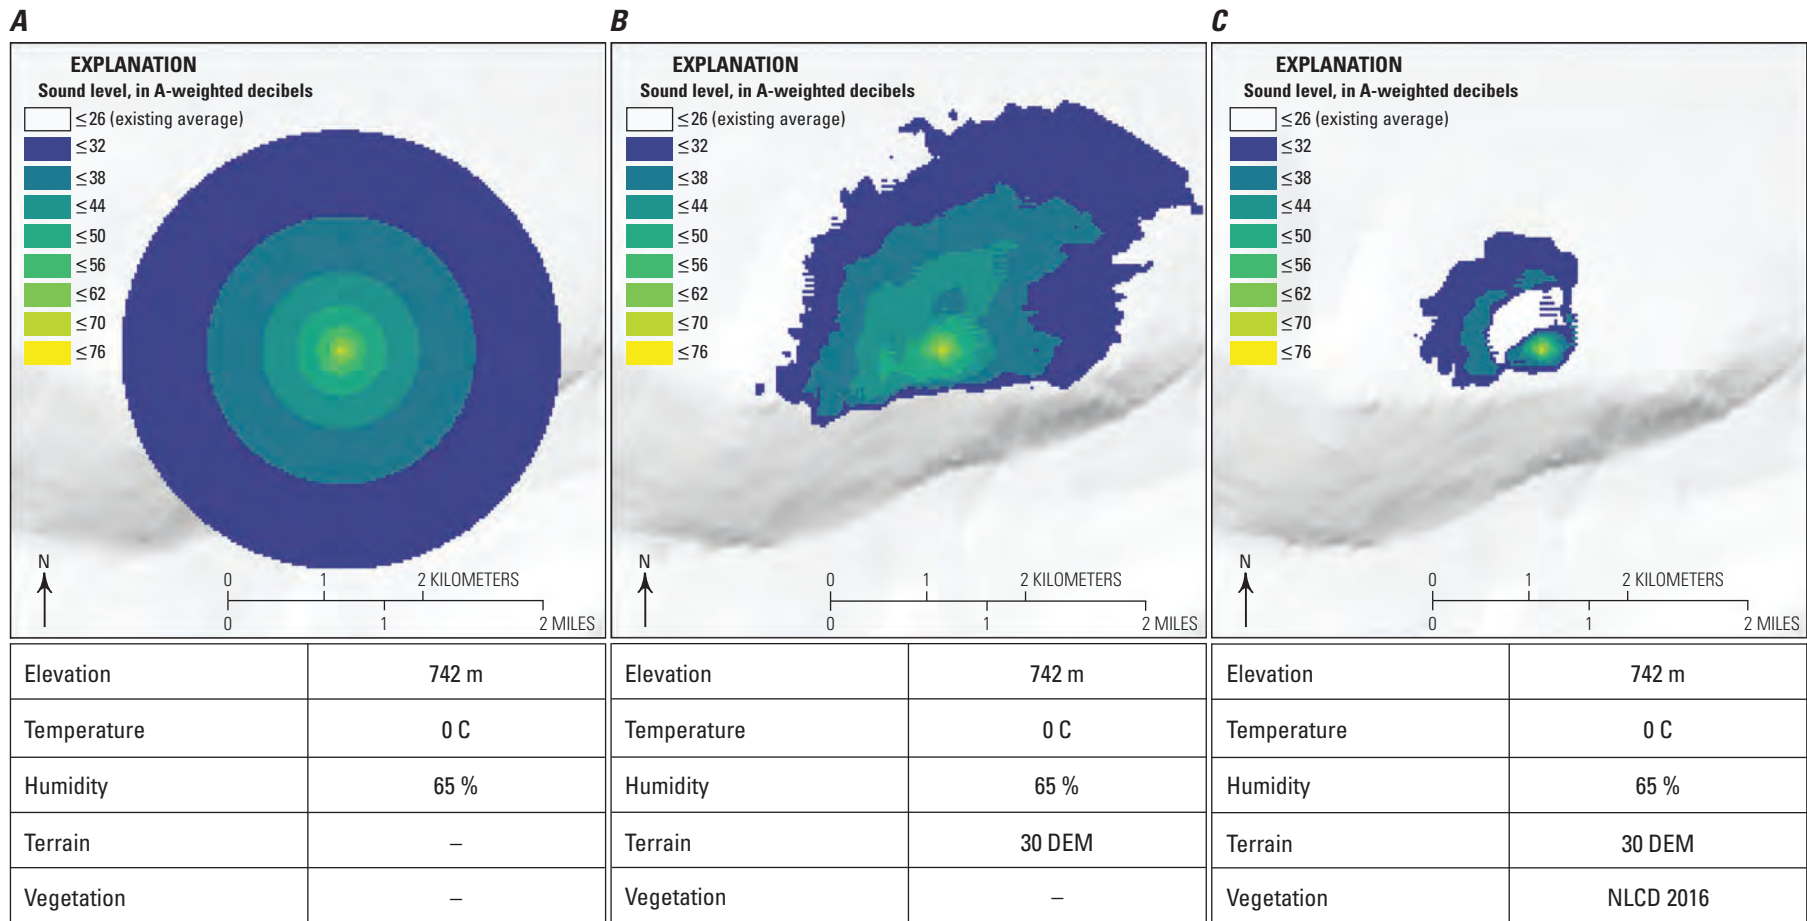 A
EXPLANATION
Sound level, in A-weighted decibels
≤26 (existing average)
≤32
≤38
≤44
≤50
≤56
≤62
≤70
≤76
N
0 1 2 KILOMETERS
0 1 2 MILES
Elevation 742 m
Temperature 0 C
Humidity 65 %
Terrain –
Vegetation –
B
EXPLANATION
Sound level, in A-weighted decibels
≤26 (existing average)
≤32
≤38
≤44
≤50
≤56
≤62
≤70
≤76
N
0 1 2 KILOMETERS
0 1 2 MILES
Elevation 742 m
Temperature 0 C
Humidity 65 %
Terrain 30 DEM
Vegetation –
C
EXPLANATION
Sound level, in A-weighted decibels
≤26 (existing average)
≤32
≤38
≤44
≤50
≤56
≤62
≤70
≤76
N
0 1 2 KILOMETERS
0 1 2 MILES
Elevation 742 m
Temperature 0 C
Humidity 65 %
Terrain 30 DEM
Vegetation NLCD 2016